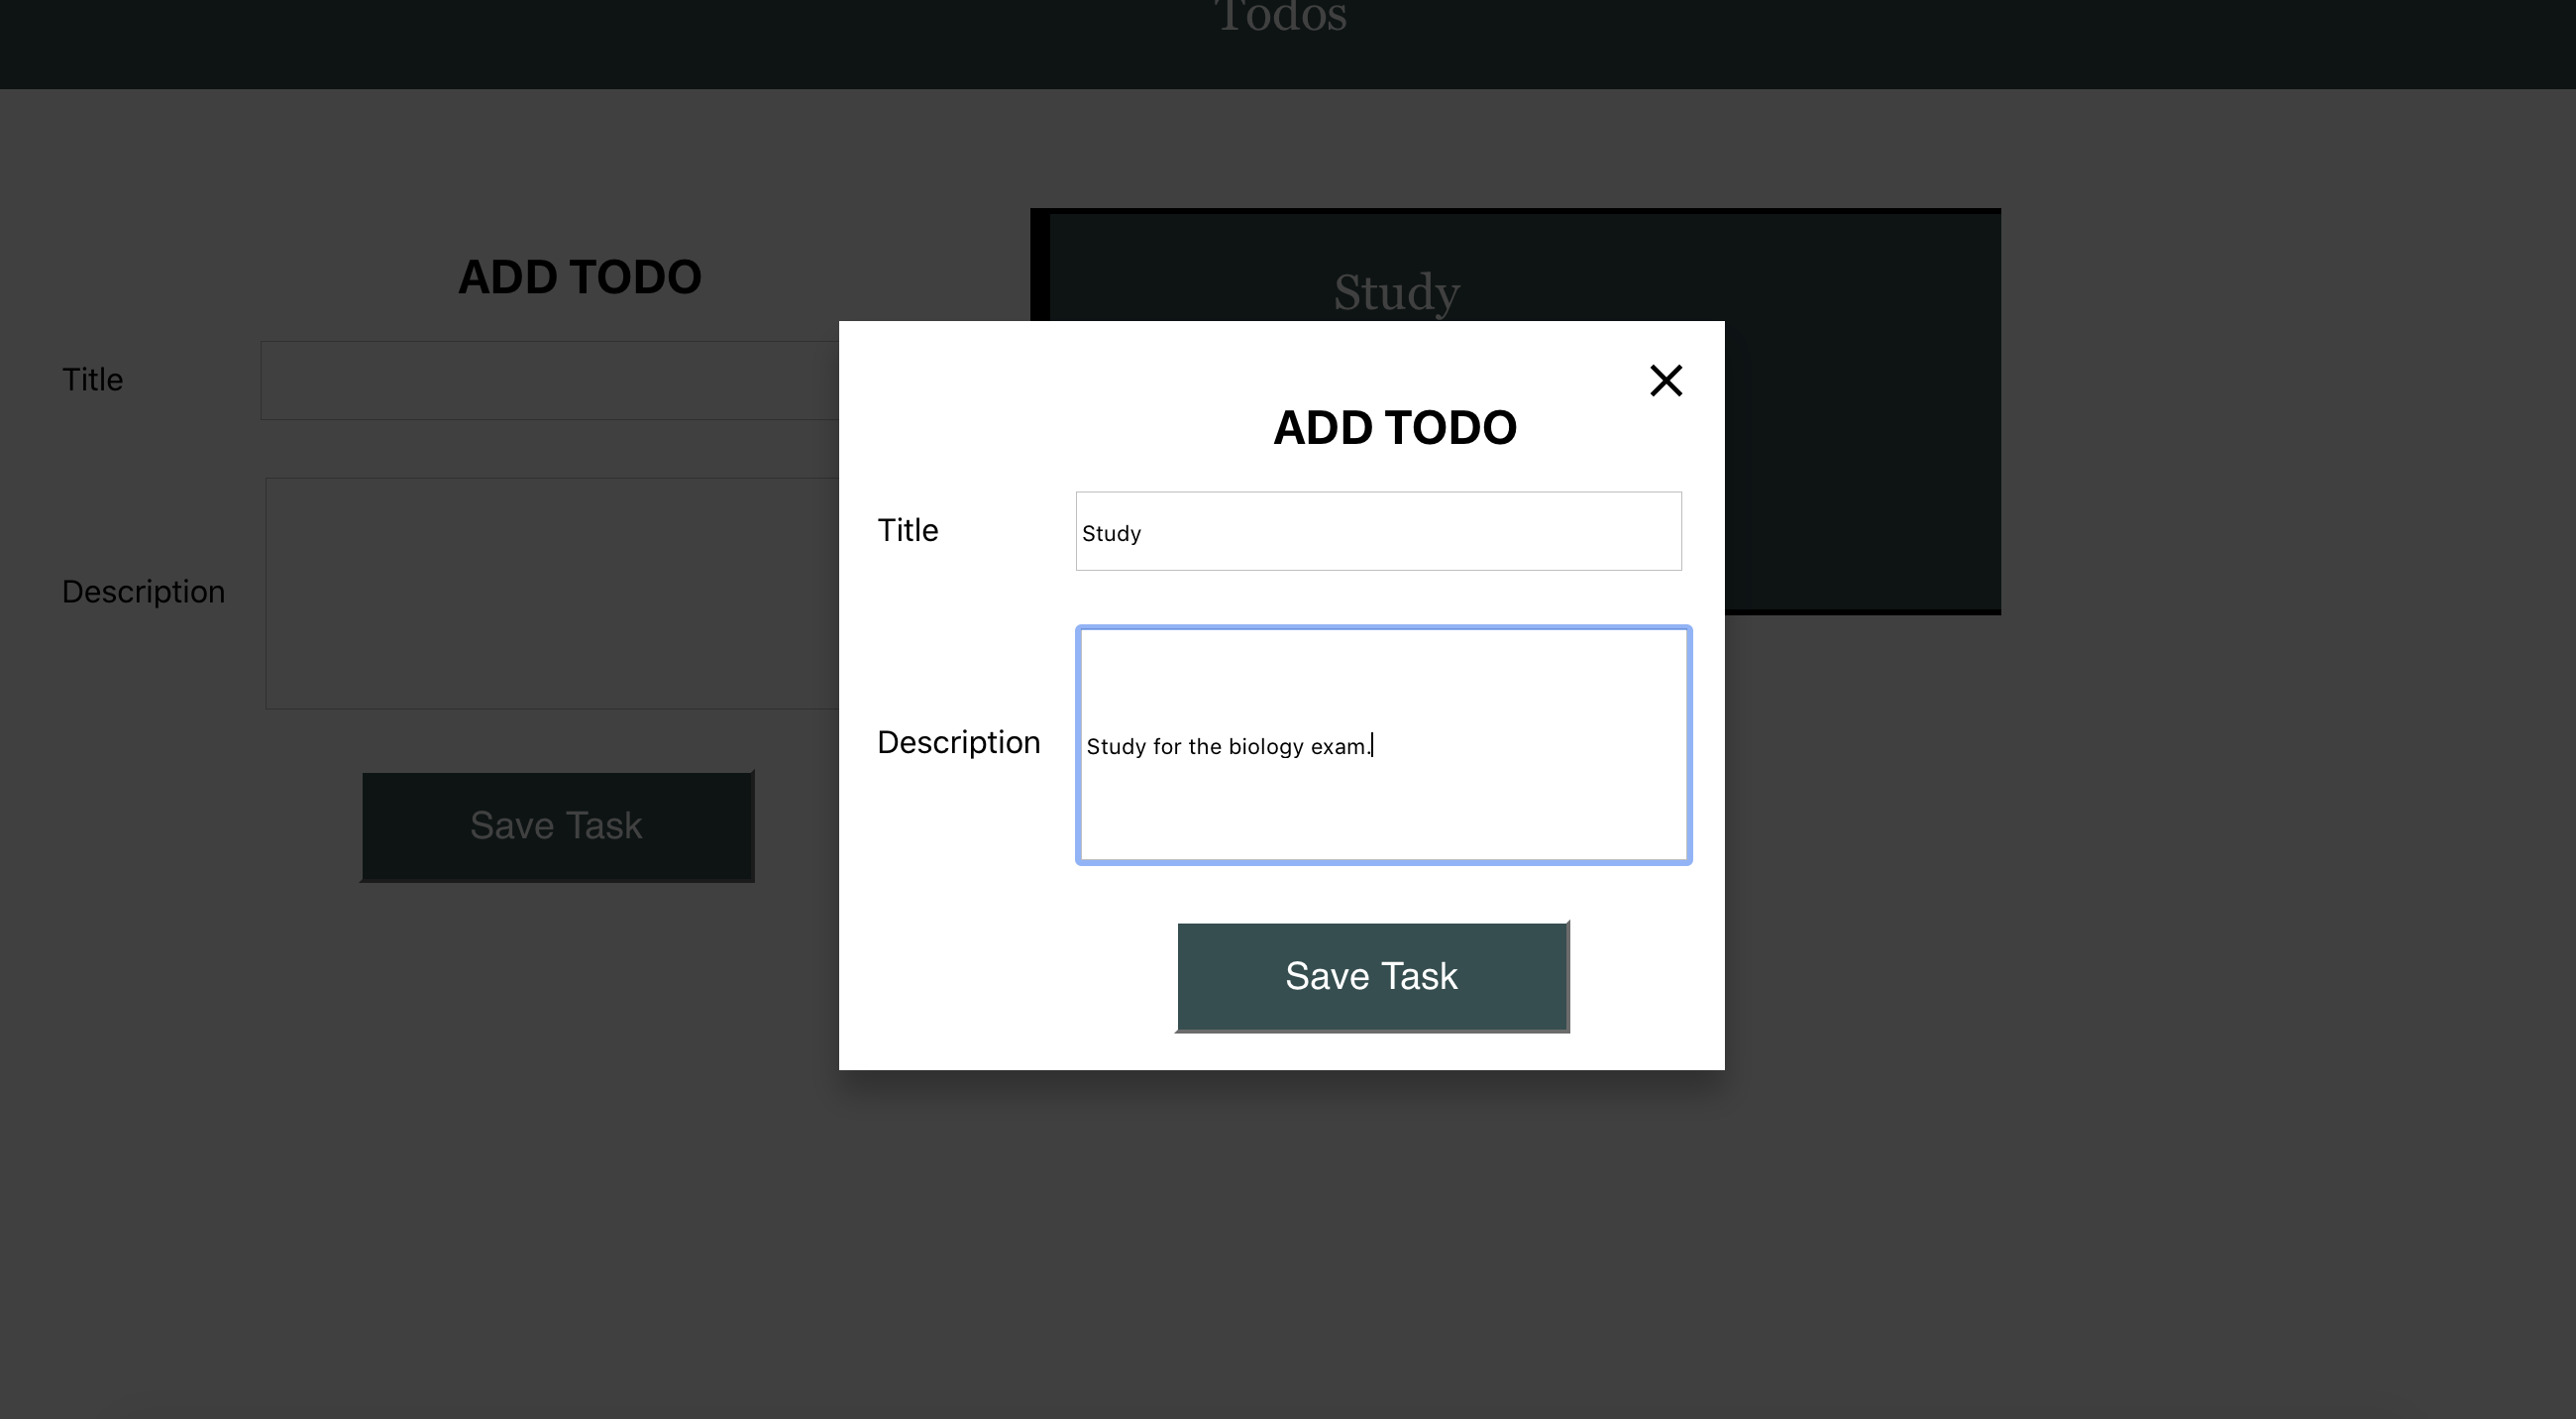 Todos
ADD TODO
Title
Description
Save Task
Study
ADD TODO
Title
Study
Description
Study for the biology exam.
Save Task